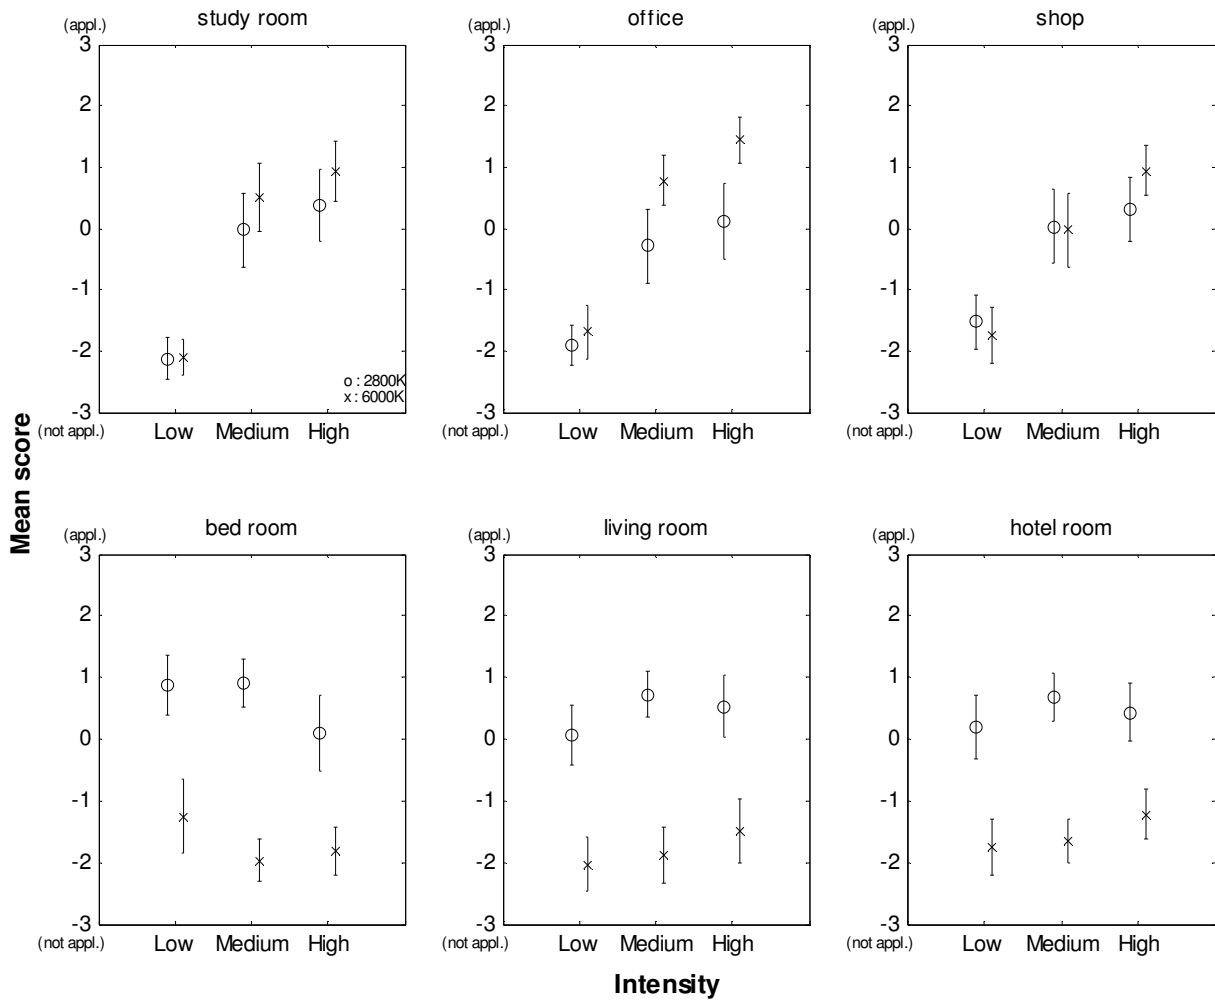 study room
office
shop
(appl.)
(appl.)
(appl.)
3
2
1
0
-1
-2
-3
3
2
1
0
-1
-2
-3
3
2
1
0
-1
-2
-3
o : 2800K
x : 6000K
(not appl.) Low Medium High
(not appl.) Low Medium High
(not appl.) Low Medium High
Mean score
bed room
living room
hotel room
(appl.)
(appl.)
(appl.)
3
2
1
0
-1
-2
-3
3
2
1
0
-1
-2
-3
3
2
1
0
-1
-2
-3
(not appl.) Low Medium High
(not appl.) Low Medium High
(not appl.) Low Medium High
Intensity